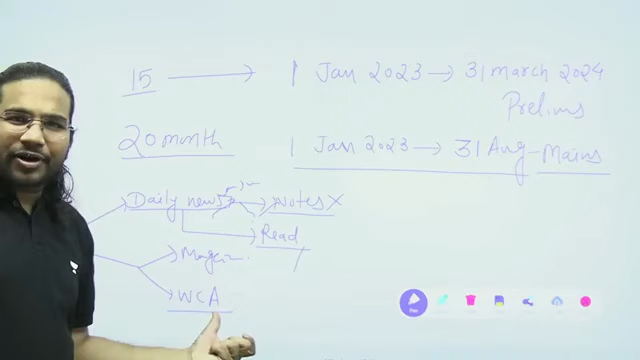 15 → 1 Jan 2023 → 31 march 2024
Prelims
20 month 1 Jan 2023 → 31 Aug - Mains
Daily news → Notes X
Read
WCA
Pen